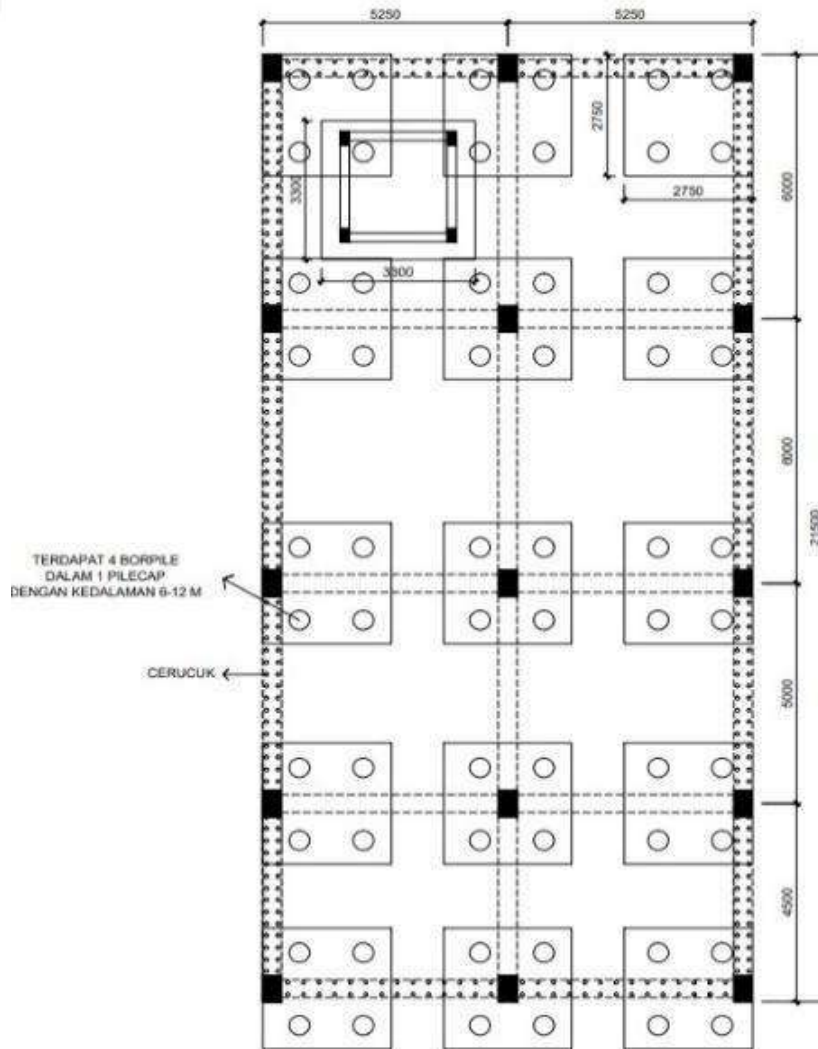 5250
5250
2750
2750
3300
3300
6000
6000
5000
4500
21500
TERDAPAT 4 BORPILE
DALAM 1 PILECAP
DENGAN KEDALAMAN 6-12 M
CERUCUK